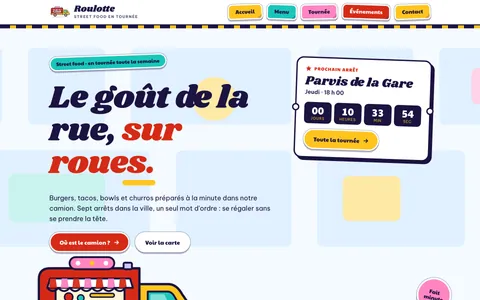 Roulotte
STREET FOOD EN TOURNÉE
Accueil
Menu
Tournée
Événements
Contact
Street food · en tournée toute la semaine
Le goût de la
rue, sur
roues.
Burgers, tacos, bowls et churros préparés à la minute dans notre
camion. Sept arrêts dans la ville, un seul mot d'ordre : se régaler sans
se prendre la tête.
Où est le camion ? →
Voir la carte
PROCHAIN ARRÊT
Parvis de la Gare
Jeudi · 18 h 00
00 10 33 54
JOURS HEURES MIN SEC
Toute la tournée →
Fait
minute